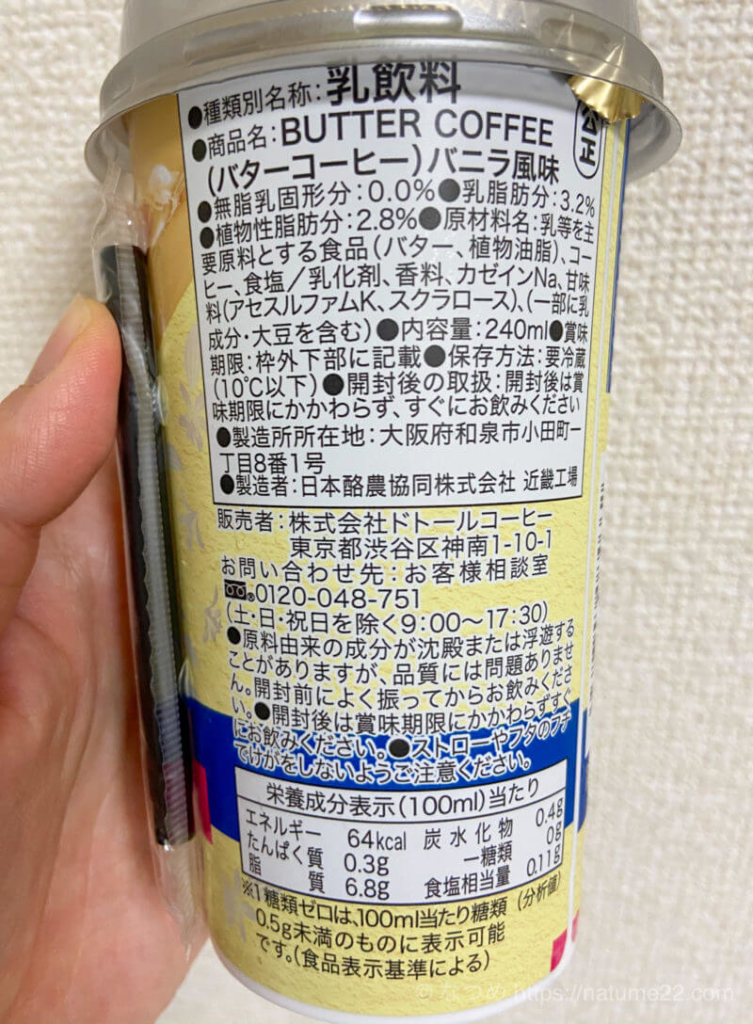 ●種類別名称:乳飲料
●商品名:BUTTER COFFEE
(バターコーヒー)バニラ風味
公正
●無脂乳固形分:0.0%●乳脂肪分:3.2%
●植物性脂肪分:2.8%●原材料名:乳等を主
要原料とする食品(バター、植物油脂)、コー
ヒー、食塩/乳化剤、香料、カゼインNa、甘味
料(アセスルファムK、スクラロース)、(一部に乳
成分・大豆を含む)●内容量:240ml●賞味
期限:枠外下部に記載●保存方法:要冷蔵
(10℃以下)●開封後の取扱:開封後は賞
味期限にかかわらず、すぐにお飲みください
●製造所所在地:大阪府和泉市小田町一
丁目8番1号
●製造者:日本酪農協同株式会社 近畿工場
販売者:株式会社ドトールコーヒー
東京都渋谷区神南1-10-1
お問い合わせ先:お客様相談室
0120-048-751
(土・日・祝日を除く9:00〜17:30)
●原料由来の成分が沈殿または浮遊する
ことがありますが、品質には問題ありませ
ん。開封前によく振ってからお飲みくださ
い。●開封後は賞味期限にかかわらずすぐ
にお飲みください。●ストローやフタのフチ
でけがをしないようご注意ください。
栄養成分表示(100ml)当たり
エネルギー 64kcal 炭水化物 0.4g
たんぱく質 0.3g ー糖類 0g
脂質 6.8g 食塩相当量 0.11g
(分析値)
※1糖類ゼロは、100ml当たり糖類
0.5g未満のものに表示可能
です。(食品表示基準による)
© なつめ https://natume22.com